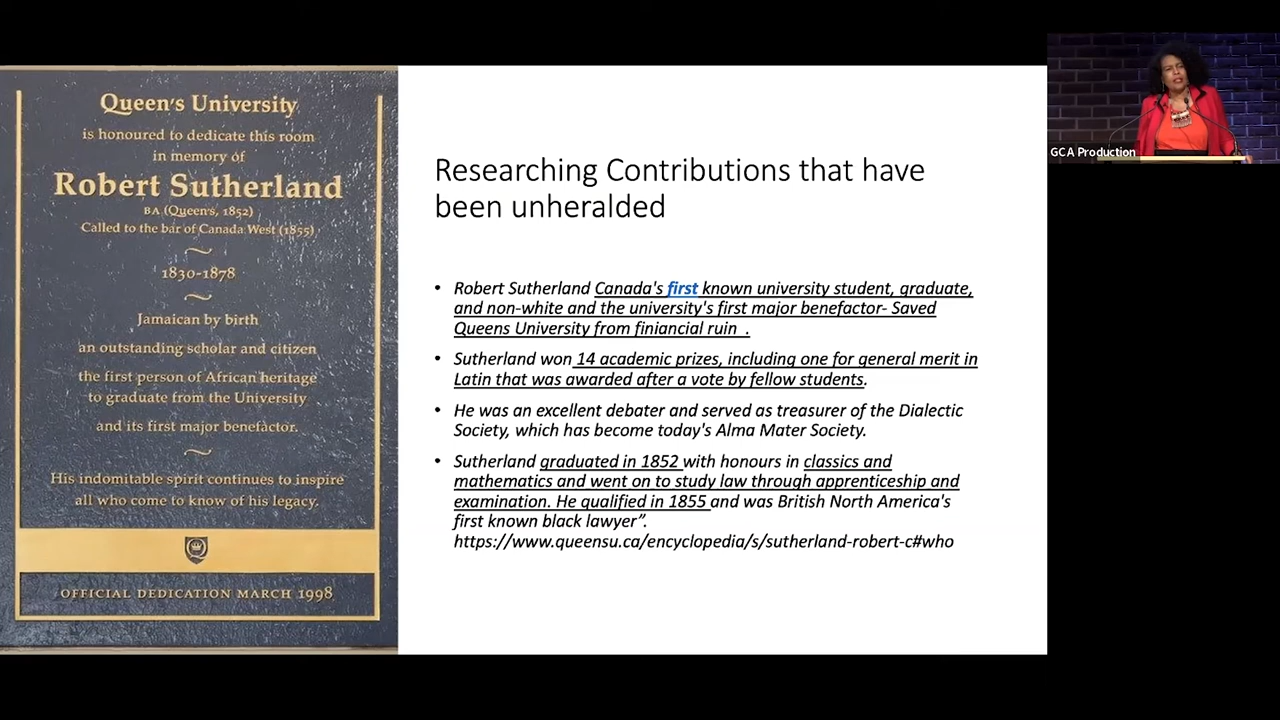 Queen's University
is honoured to dedicate this room
in memory of
Robert Sutherland
BA (Queen's, 1852)
Called to the bar of Canada West (1855)
1830-1878
Jamaican by birth
an outstanding scholar and citizen
the first person of African heritage
to graduate from the University
and its first major benefactor.
His indomitable spirit continues to inspire
all who come to know of his legacy.
OFFICIAL DEDICATION MARCH 1998
Researching Contributions that have
been unheralded
• Robert Sutherland Canada's first known university student, graduate,
and non-white and the university's first major benefactor- Saved
Queens University from finiancial ruin .
• Sutherland won 14 academic prizes, including one for general merit in
Latin that was awarded after a vote by fellow students.
• He was an excellent debater and served as treasurer of the Dialectic
Society, which has become today's Alma Mater Society.
• Sutherland graduated in 1852 with honours in classics and
mathematics and went on to study law through apprenticeship and
examination. He qualified in 1855 and was British North America's
first known black lawyer”.
https://www.queensu.ca/encyclopedia/s/sutherland-robert-c#who
GCA Production